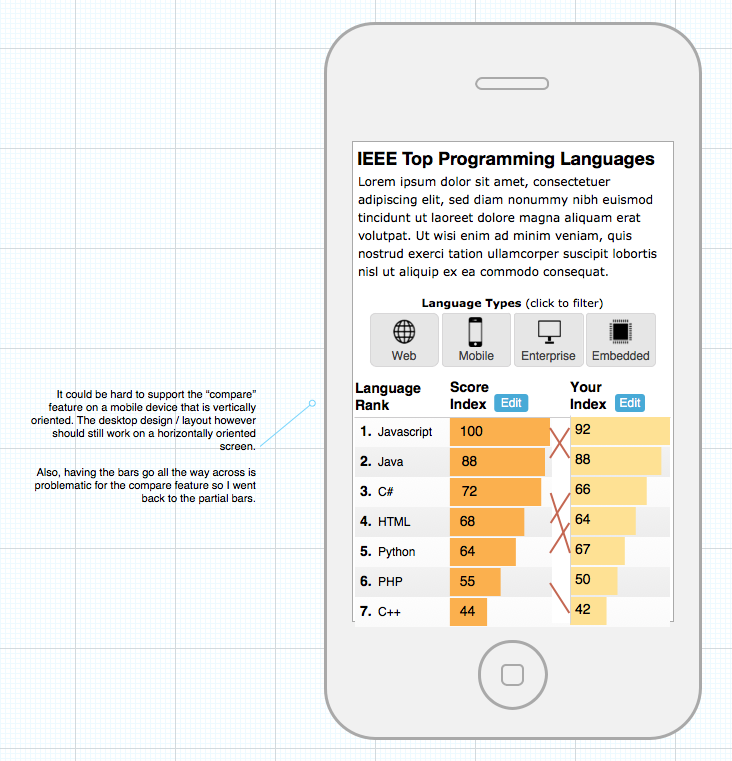 It could be hard to support the “compare”
feature on a mobile device that is vertically
oriented. The desktop design / layout however
should still work on a horizontally oriented
screen.
Also, having the bars go all the way across is
problematic for the compare feature so I went
back to the partial bars.
IEEE Top Programming Languages
Lorem ipsum dolor sit amet, consectetuer
adipiscing elit, sed diam nonummy nibh euismod
tincidunt ut laoreet dolore magna aliquam erat
volutpat. Ut wisi enim ad minim veniam, quis
nostrud exerci tation ullamcorper suscipit lobortis
nisl ut aliquip ex ea commodo consequat.
Language Types (click to filter)
Web Mobile Enterprise Embedded
Language Score Your
Rank Index Edit Index Edit
1. Javascript 100 92
2. Java 88 88
3. C# 72 66
4. HTML 68 64
5. Python 64 67
6. PHP 55 50
7. C++ 44 42